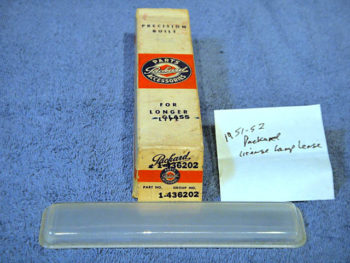 PRECISION
BUILT
PARTS
Packard
ACCESSORIES
FOR
LONGER
GLASS
LIFE
Packard
1-436202
PART NO. GROUP NO.
1-436202
1951-52
Packard
License Lamp Lense